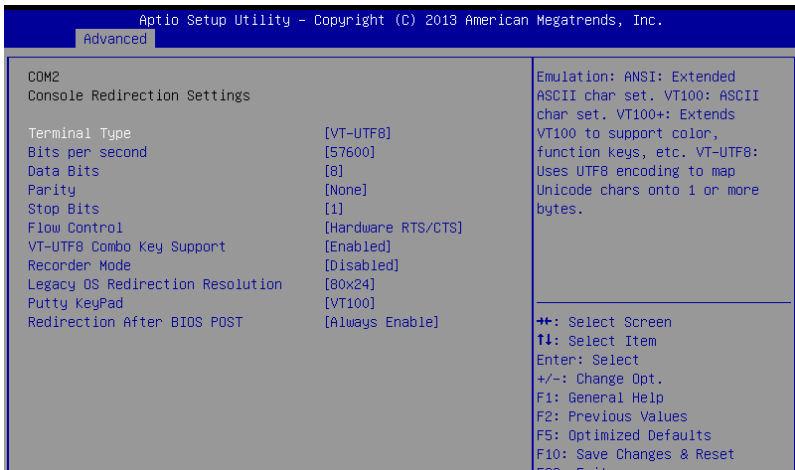 Aptio Setup Utility – Copyright (C) 2013 American Megatrends, Inc.
Advanced
COM2
Console Redirection Settings
Terminal Type [VT-UTF8]
Bits per second [57600]
Data Bits [8]
Parity [None]
Stop Bits [1]
Flow Control [Hardware RTS/CTS]
VT-UTF8 Combo Key Support [Enabled]
Recorder Mode [Disabled]
Legacy OS Redirection Resolution [80x24]
Putty KeyPad [VT100]
Redirection After BIOS POST [Always Enable]
Emulation: ANSI: Extended
ASCII char set. VT100: ASCII
char set. VT100+: Extends
VT100 to support color,
function keys, etc. VT-UTF8:
Uses UTF8 encoding to map
Unicode chars onto 1 or more
bytes.
→←: Select Screen
↑↓: Select Item
Enter: Select
+/-: Change Opt.
F1: General Help
F2: Previous Values
F5: Optimized Defaults
F10: Save Changes & Reset